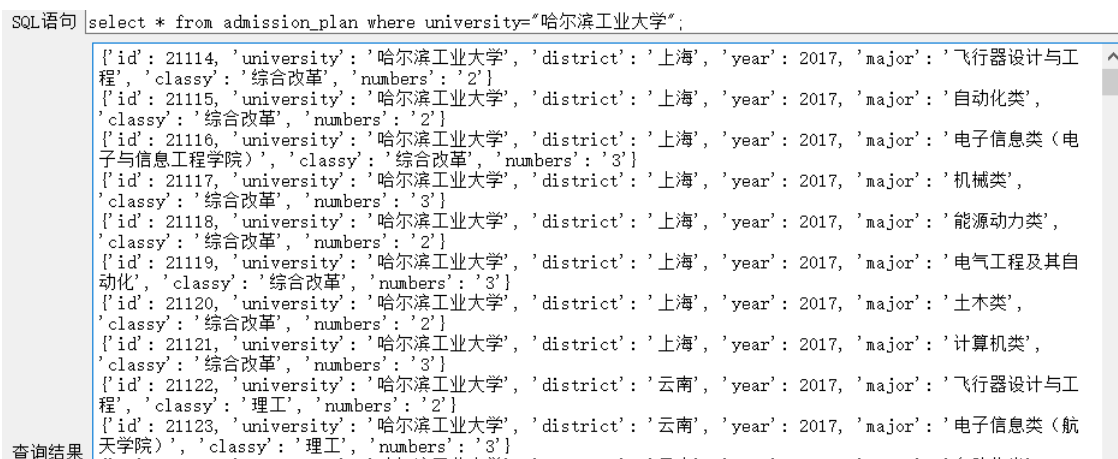 SQL语句 select * from admission_plan where university="哈尔滨工业大学";
{'id': 21114, 'university': '哈尔滨工业大学', 'district': '上海', 'year': 2017, 'major': '飞行器设计与工
程', 'classy': '综合改革', 'numbers': '2'}
{'id': 21115, 'university': '哈尔滨工业大学', 'district': '上海', 'year': 2017, 'major': '自动化类',
'classy': '综合改革', 'numbers': '2'}
{'id': 21116, 'university': '哈尔滨工业大学', 'district': '上海', 'year': 2017, 'major': '电子信息类（电
子与信息工程学院）', 'classy': '综合改革', 'numbers': '3'}
{'id': 21117, 'university': '哈尔滨工业大学', 'district': '上海', 'year': 2017, 'major': '机械类',
'classy': '综合改革', 'numbers': '3'}
{'id': 21118, 'university': '哈尔滨工业大学', 'district': '上海', 'year': 2017, 'major': '能源动力类',
'classy': '综合改革', 'numbers': '2'}
{'id': 21119, 'university': '哈尔滨工业大学', 'district': '上海', 'year': 2017, 'major': '电气工程及其自
动化', 'classy': '综合改革', 'numbers': '3'}
{'id': 21120, 'university': '哈尔滨工业大学', 'district': '上海', 'year': 2017, 'major': '土木类',
'classy': '综合改革', 'numbers': '2'}
{'id': 21121, 'university': '哈尔滨工业大学', 'district': '上海', 'year': 2017, 'major': '计算机类',
'classy': '综合改革', 'numbers': '3'}
{'id': 21122, 'university': '哈尔滨工业大学', 'district': '云南', 'year': 2017, 'major': '飞行器设计与工
程', 'classy': '理工', 'numbers': '2'}
{'id': 21123, 'university': '哈尔滨工业大学', 'district': '云南', 'year': 2017, 'major': '电子信息类（航
查询结果 天学院）', 'classy': '理工', 'numbers': '3'}